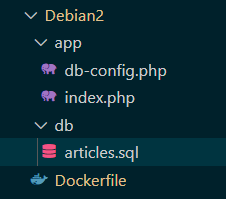 Debian2
app
db-config.php
index.php
db
articles.sql
Dockerfile